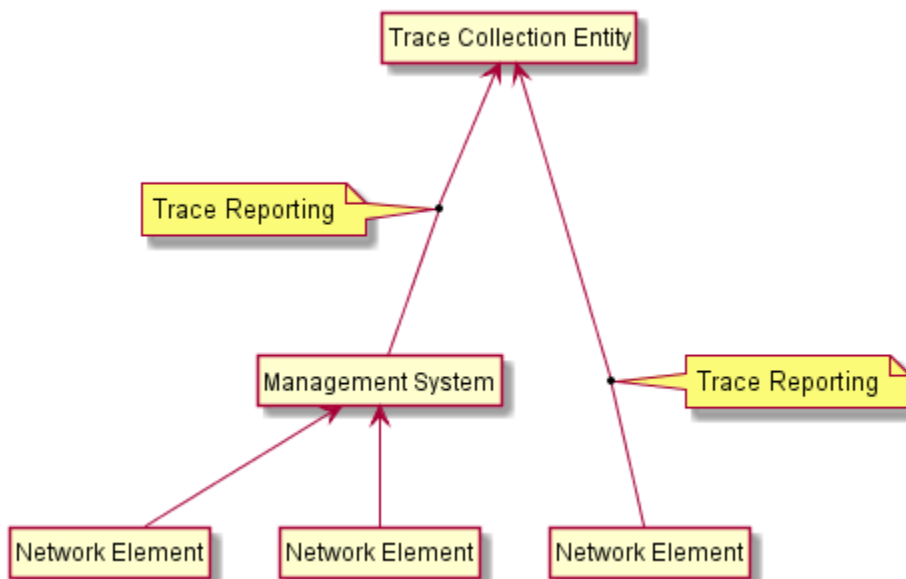 Trace Collection Entity
Trace Reporting
Management System
Trace Reporting
Network Element
Network Element
Network Element